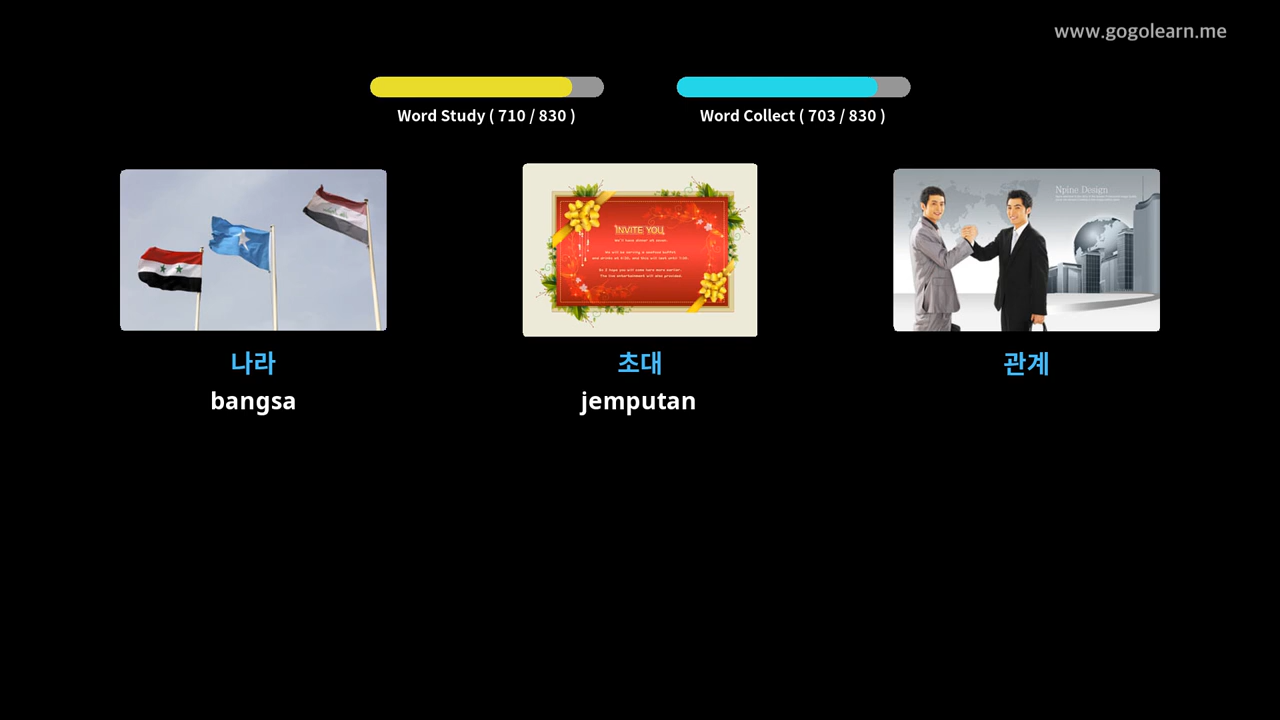 www.gogolearn.me
Word Study ( 710 / 830 )
Word Collect ( 703 / 830 )
INVITE YOU
Npine Design
나라
초대
관계
bangsa
jemputan